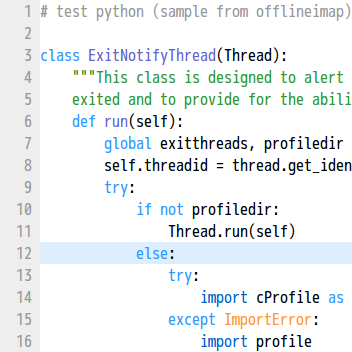 1 # test python (sample from offlineimap)
2
3 class ExitNotifyThread(Thread):
4     """This class is designed to alert
5     exited and to provide for the abili
6     def run(self):
7         global exitthreads, profiledir
8         self.threadid = thread.get_iden
9         try:
10             if not profiledir:
11                 Thread.run(self)
12             else:
13                 try:
14                     import cProfile as
15                 except ImportError:
16                     import profile